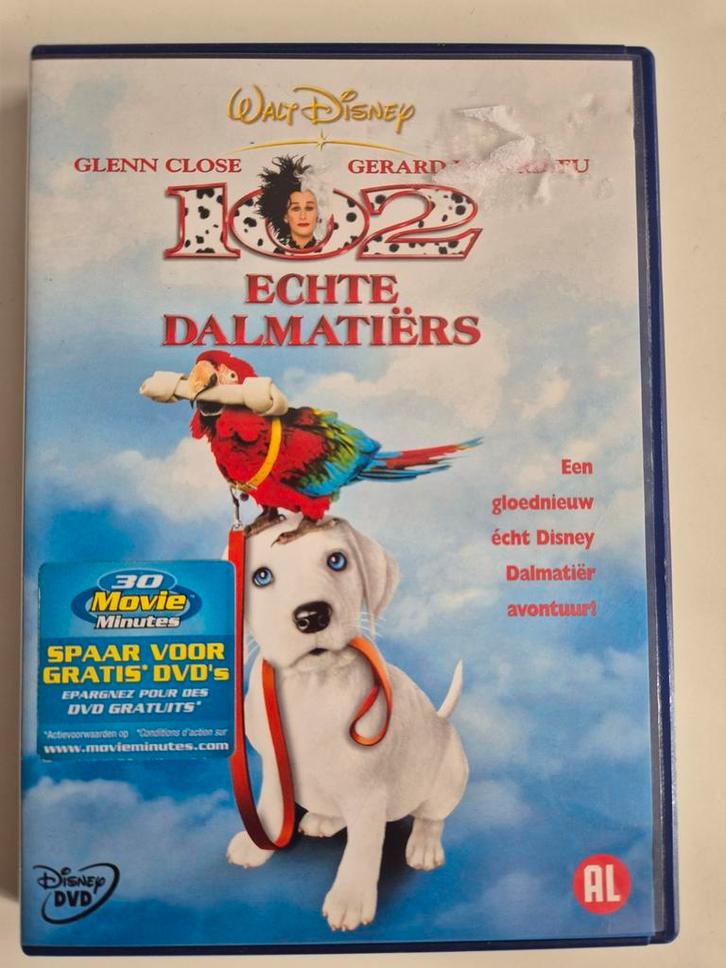 WALT DISNEY
GLENN CLOSE GERARD
102
ECHTE
DALMATIËRS
Een
gloednieuw
écht Disney
Dalmatiër
avontuur!
30
Movie™
Minutes
SPAAR VOOR
GRATIS* DVD's
EPARGNEZ POUR DES
DVD GRATUITS*
*Actievoorwaarden op *Conditions d'action sur
www.movieminutes.com
DISNEY
DVD
AL